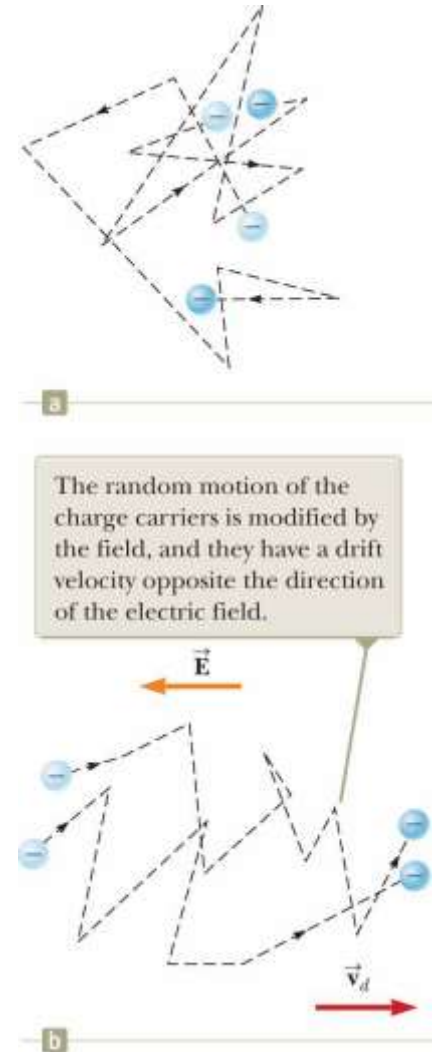 a
The random motion of the
charge carriers is modified by
the field, and they have a drift
velocity opposite the direction
of the electric field.
E⃗
v⃗d
b